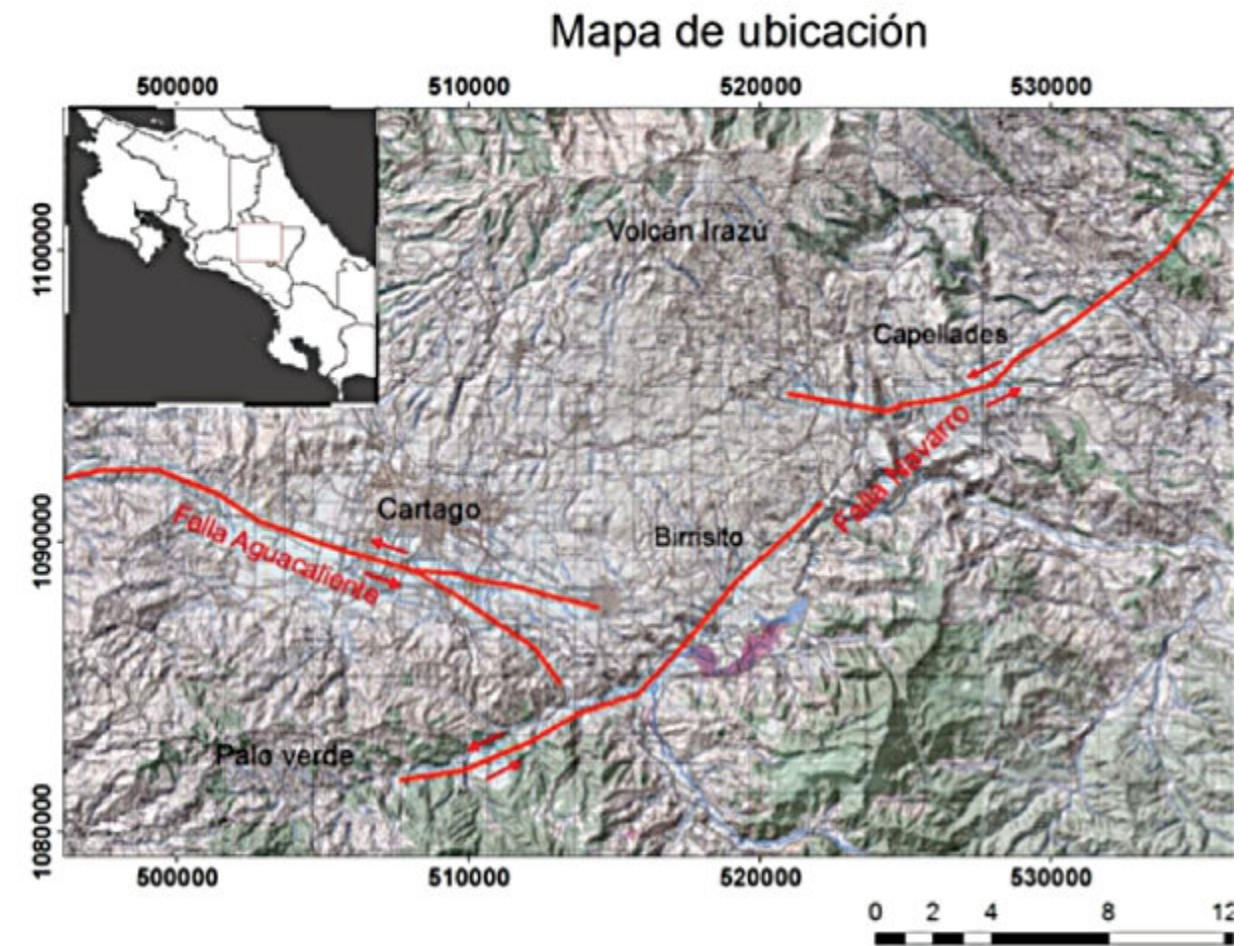 Mapa de ubicación
500000 510000 520000 530000
1100000
Volcán Irazú
Capellades
Falla Navarro
1090000
Cartago
Birrisito
Falla Aguacaliente
Palo verde
1080000
500000 510000 520000 530000
0 2 4 8 12